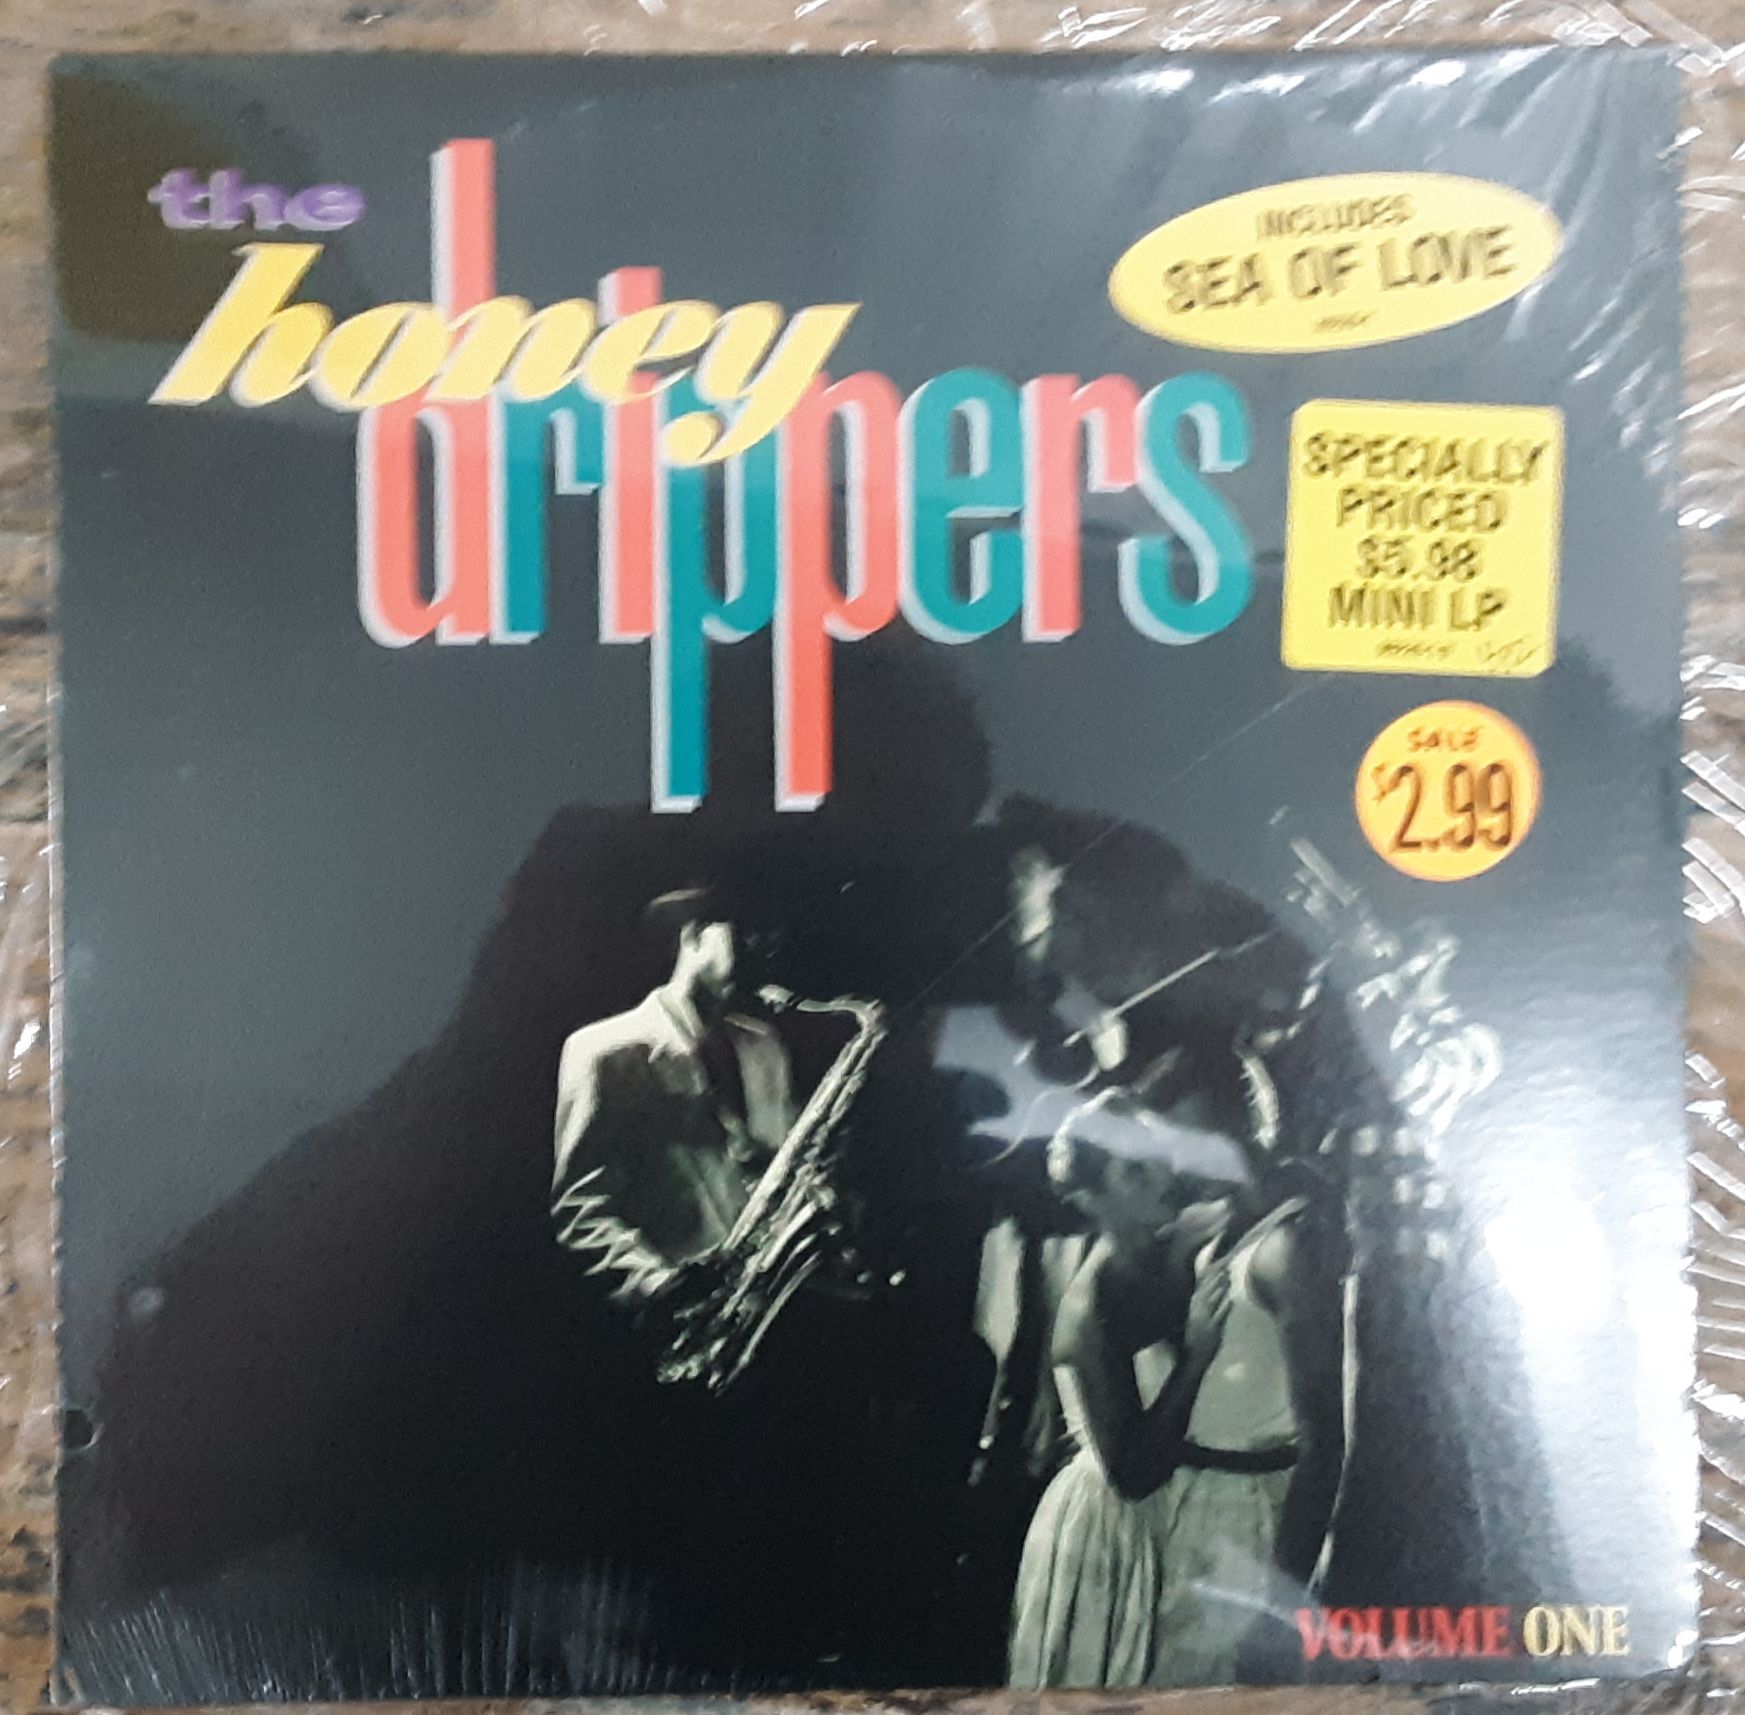 the
honey
drippers
INCLUDES
SEA OF LOVE
SPECIALLY
PRICED
$5.98
MINI LP
SALE
$2.99
VOLUME ONE